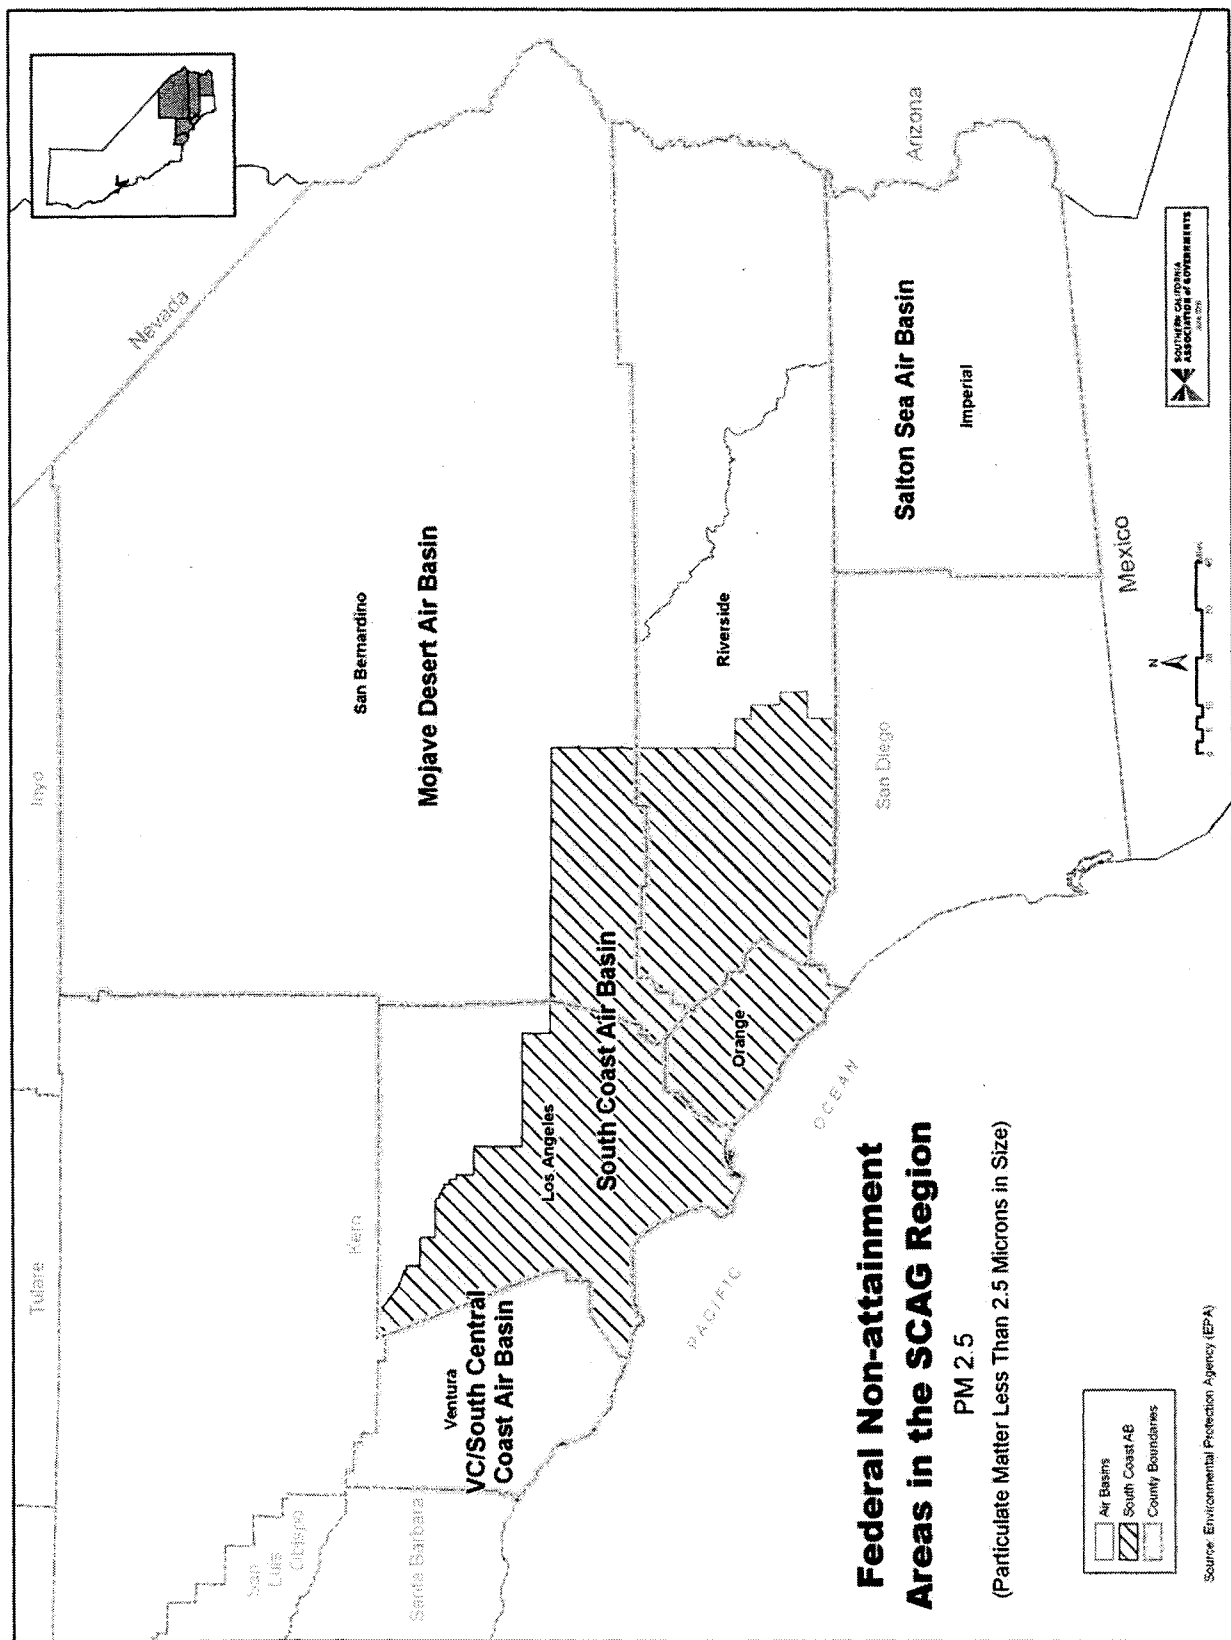 Federal Non-attainment
Areas in the SCAG Region
PM 2.5
(Particulate Matter Less Than 2.5 Microns in Size)
Tulare
Inyo
Nevada
San
Luis
Obispo
Kern
San Bernardino
Mojave Desert Air Basin
Santa Barbara
Ventura
VC/South Central
Coast Air Basin
Los Angeles
South Coast Air Basin
Orange
Riverside
PACIFIC
OCEAN
San Diego
Salton Sea Air Basin
Imperial
Arizona
Mexico
Air Basins
South Coast AB
County Boundaries
Source: Environmental Protection Agency (EPA)
N
0
10
20
40
SOUTHERN CALIFORNIA
ASSOCIATION of GOVERNMENTS